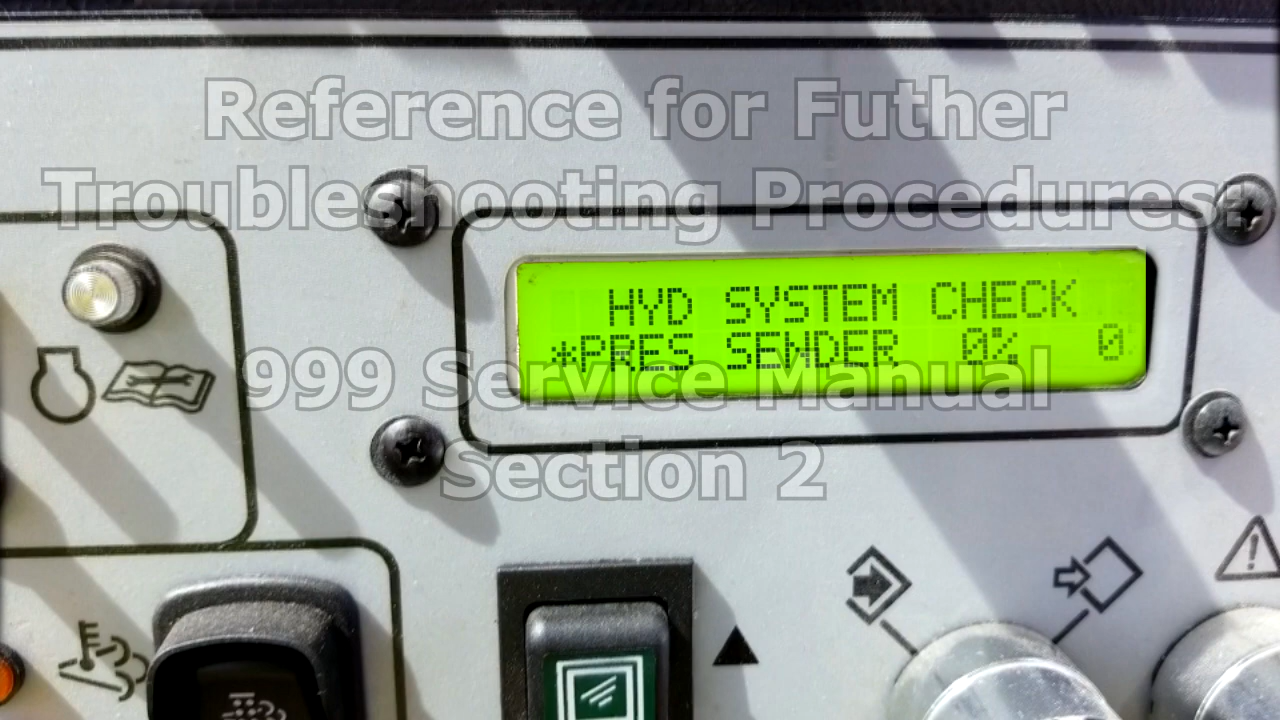 Reference for Futher
Troubleshooting Procedures:
HYD SYSTEM CHECK
*PRES SENDER 0% 0
999 Service Manual
Section 2